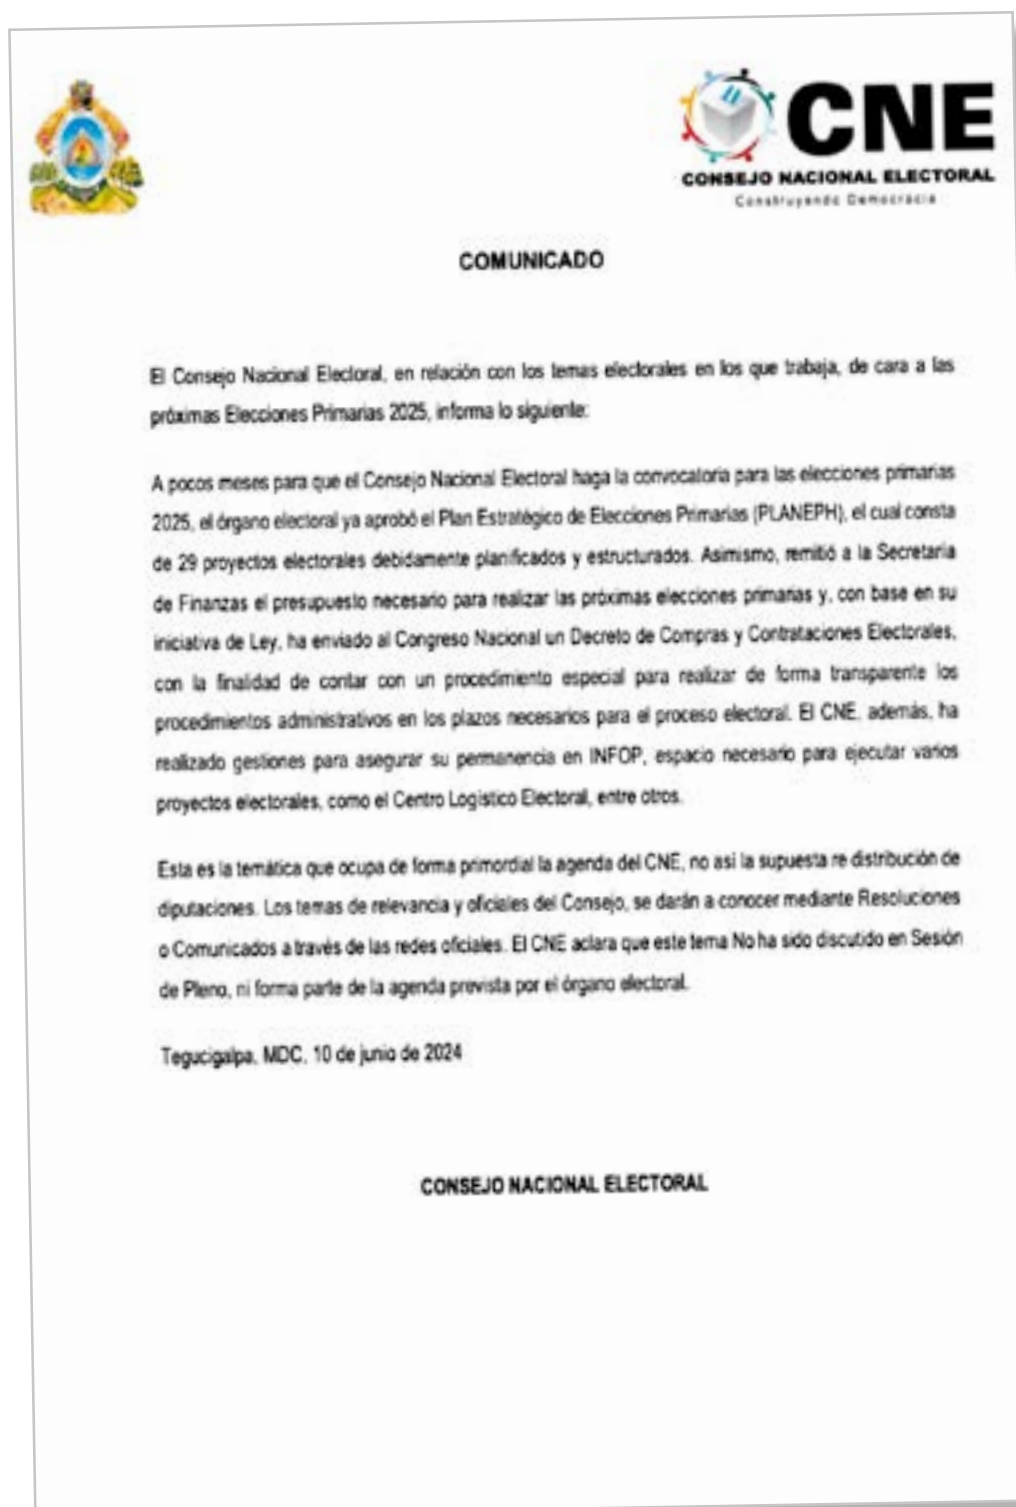 CNE
CONSEJO NACIONAL ELECTORAL
Construyendo Democracia
COMUNICADO
El Consejo Nacional Electoral, en relación con los temas electorales en los que trabaja, de cara a las
próximas Elecciones Primarias 2025, informa lo siguiente:
A pocos meses para que el Consejo Nacional Electoral haga la convocatoria para las elecciones primarias
2025, el órgano electoral ya aprobó el Plan Estratégico de Elecciones Primarias (PLANEPH), el cual consta
de 29 proyectos electorales debidamente planificados y estructurados. Asimismo, remitió a la Secretaria
de Finanzas el presupuesto necesario para realizar las próximas elecciones primarias y, con base en su
iniciativa de Ley, ha enviado al Congreso Nacional un Decreto de Compras y Contrataciones Electorales,
con la finalidad de contar con un procedimiento especial para realizar de forma transparente los
procedimientos administrativos en los plazos necesarios para el proceso electoral. El CNE, además, ha
realizado gestiones para asegurar su permanencia en INFOP, espacio necesario para ejecutar varios
proyectos electorales, como el Centro Logístico Electoral, entre otros.
Esta es la temática que ocupa de forma primordial la agenda del CNE, no asi la supuesta re distribución de
diputaciones. Los temas de relevancia y oficiales del Consejo, se darán a conocer mediante Resoluciones
o Comunicados a través de las redes oficiales. El CNE aclara que este tema No ha sido discutido en Sesión
de Pleno, ni forma parte de la agenda prevista por el órgano electoral.
Tegucigalpa, MDC, 10 de junio de 2024
CONSEJO NACIONAL ELECTORAL